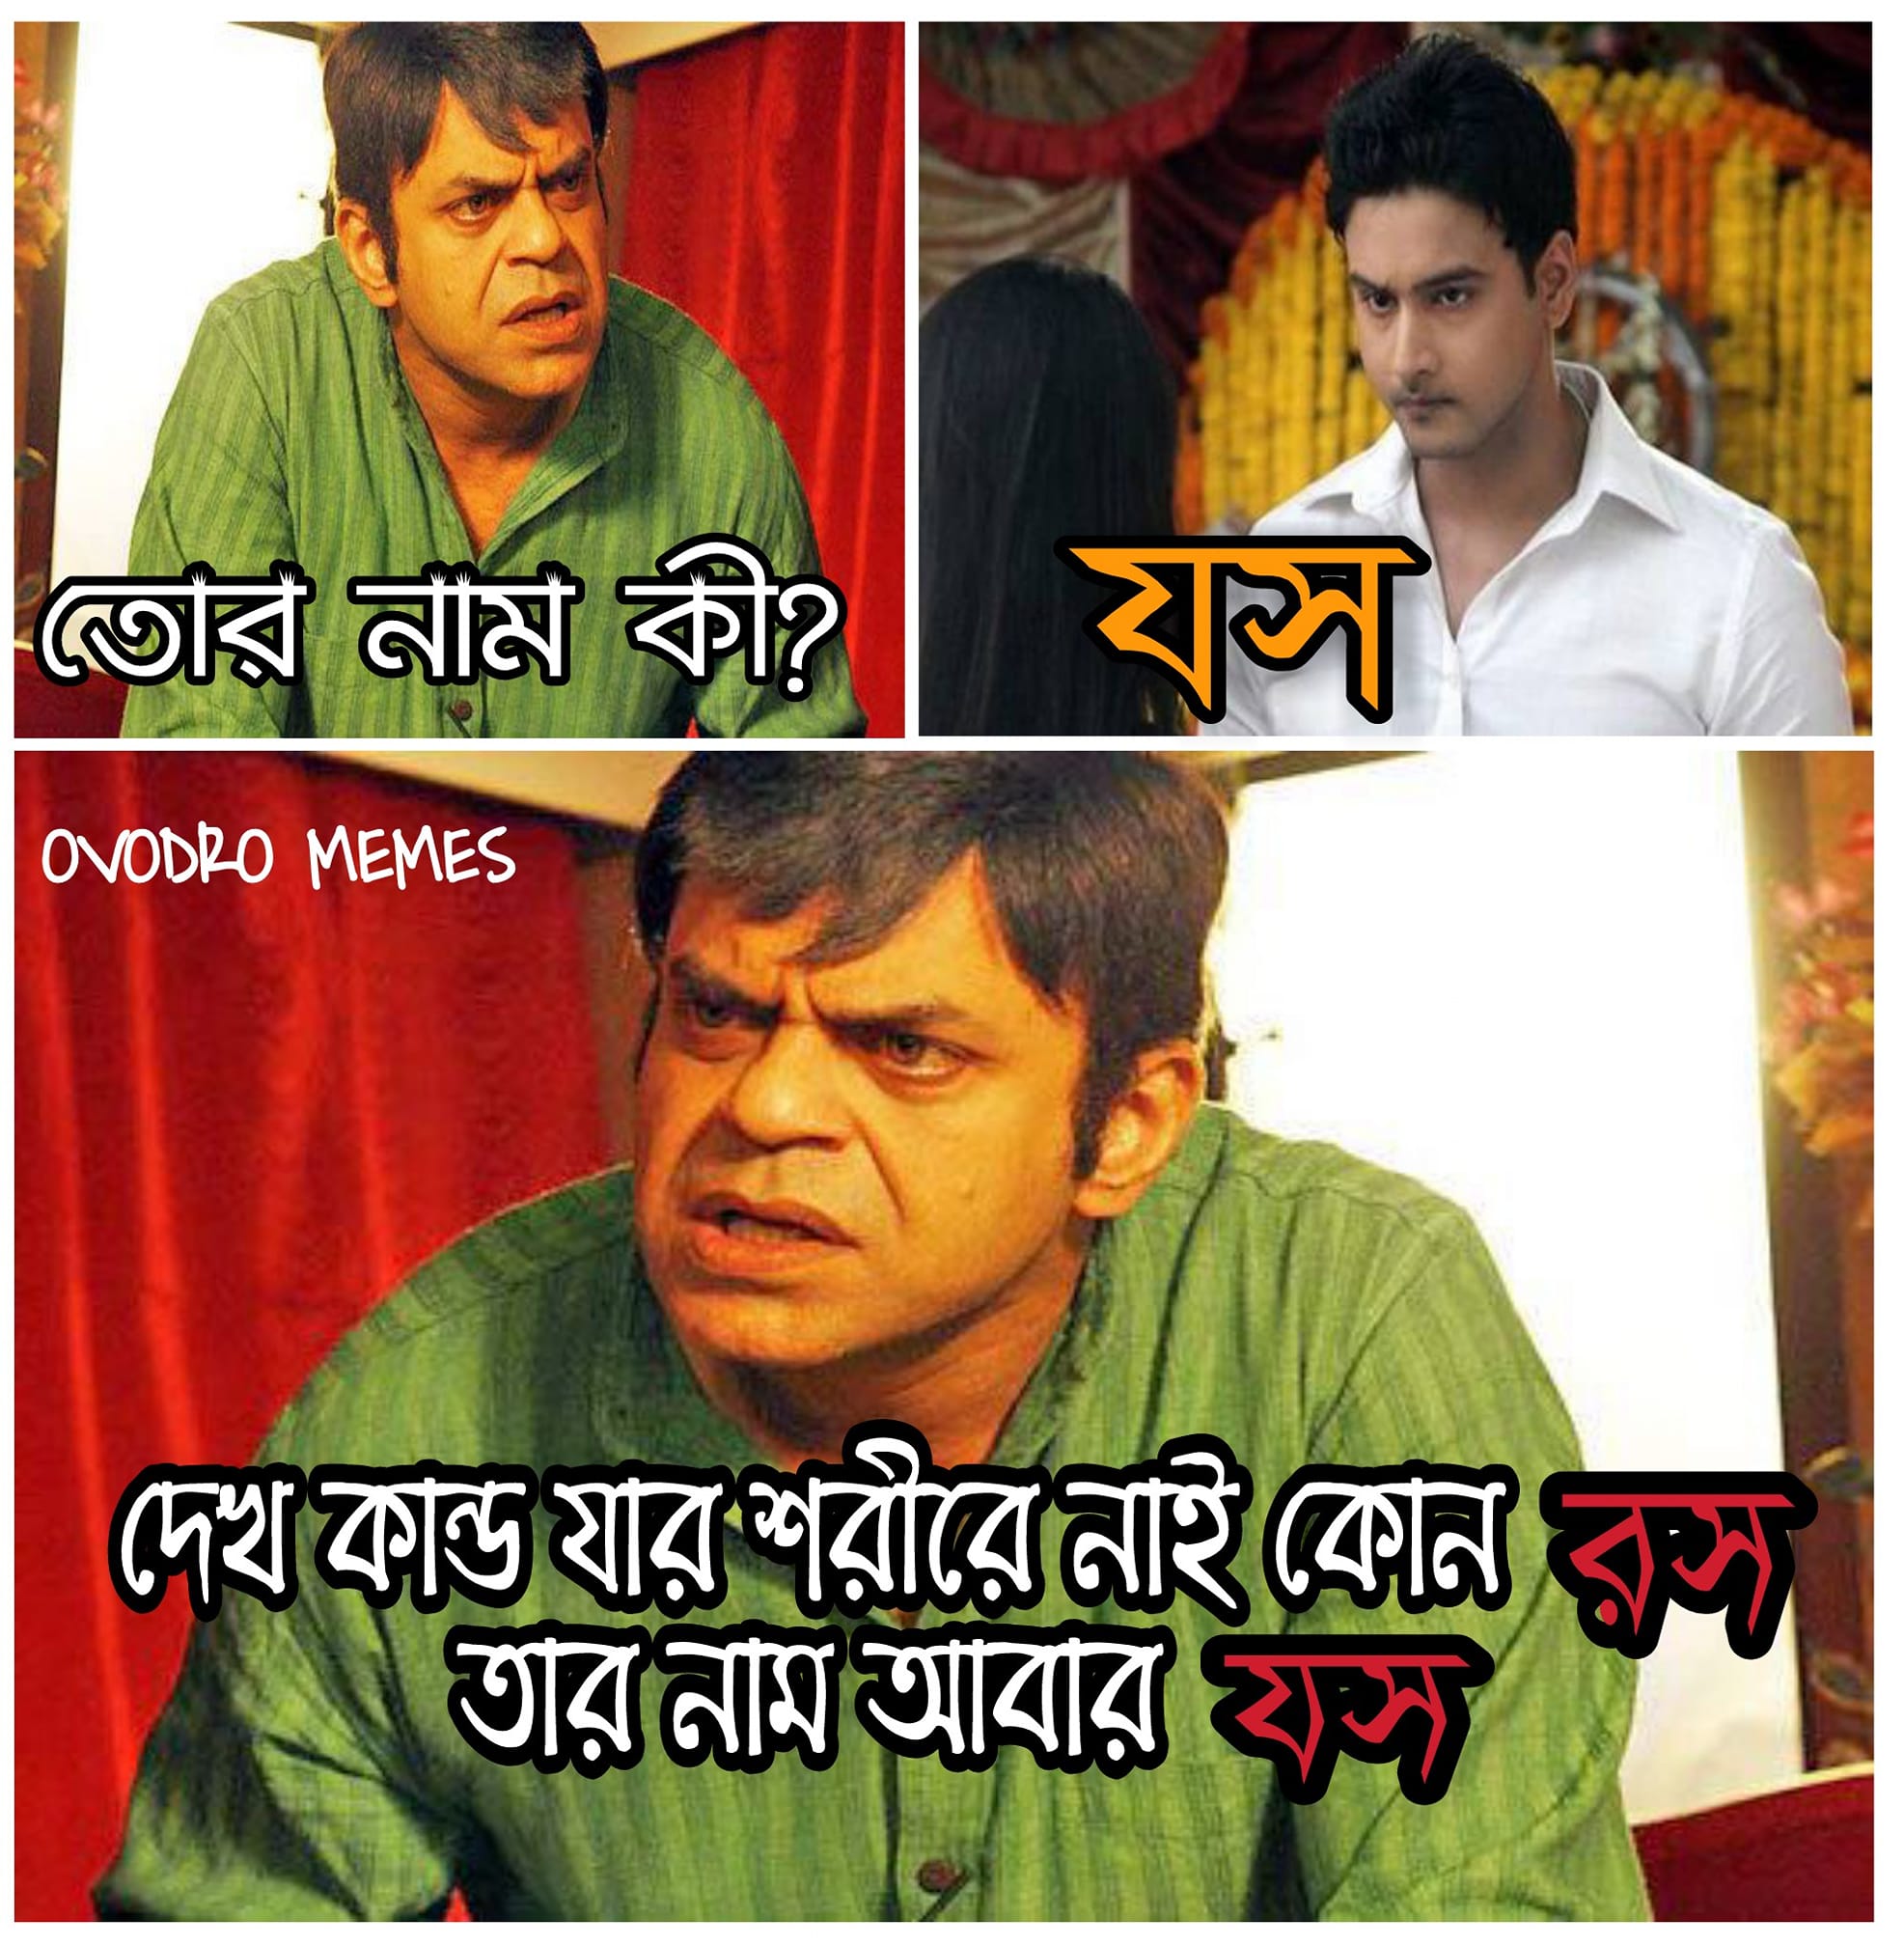 তোর নাম কী?
যস
OVODRO MEMES
দেখ কান্ড যার শরীরে নাই কোন রস
তার নাম আবার যস